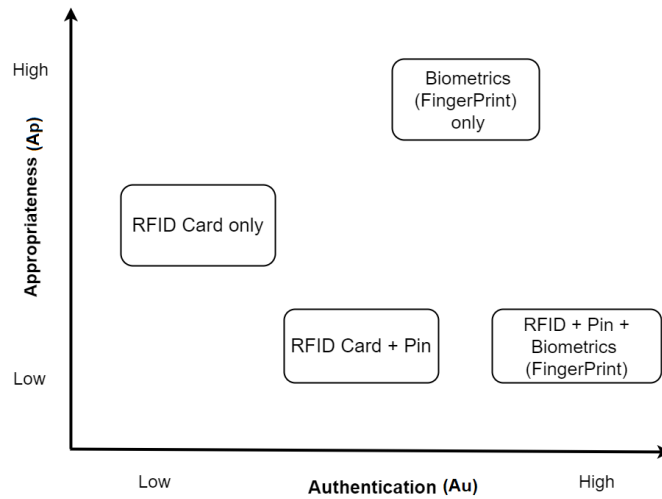 High
Biometrics
(FingerPrint)
only
Appropriateness (Ap)
RFID Card only
RFID Card + Pin
RFID + Pin +
Biometrics
(FingerPrint)
Low
Low
Authentication (Au)
High